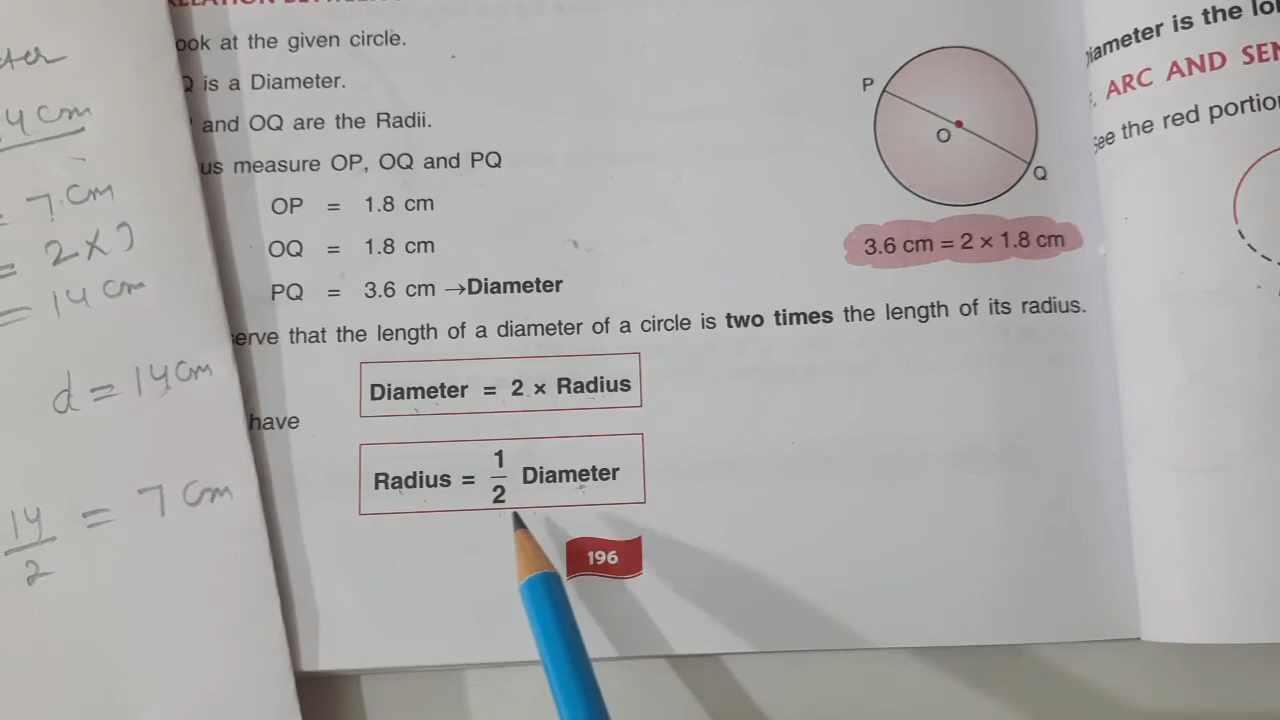 4 cm
= 7 cm
= 2 x
= 14 cm
d = 14 cm
14/2 = 7 cm
ook at the given circle.
Q is a Diameter.
and OQ are the Radii.
us measure OP, OQ and PQ
OP = 1.8 cm
OQ = 1.8 cm
PQ = 3.6 cm →Diameter
erve that the length of a diameter of a circle is two times the length of its radius.
Diameter = 2 × Radius
have
Radius = 1/2 Diameter
196
P
O
Q
3.6 cm = 2 × 1.8 cm
iameter is the lo
ARC AND SE
see the red portio